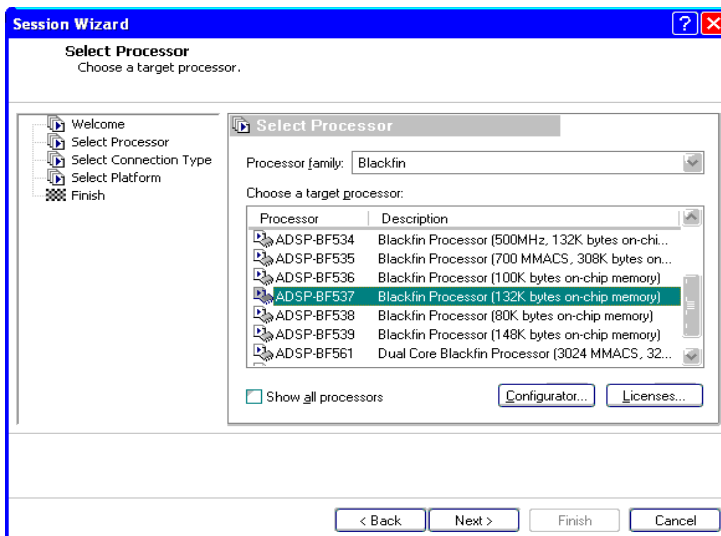 Session Wizard
Select Processor
Choose a target processor.
Welcome
Select Processor
Select Connection Type
Select Platform
Finish
Select Processor
Processor family: Blackfin
Choose a target processor:
Processor Description
ADSP-BF534 Blackfin Processor (500MHz, 132K bytes on-chi...
ADSP-BF535 Blackfin Processor (700 MMACS, 308K bytes on...
ADSP-BF536 Blackfin Processor (100K bytes on-chip memory)
ADSP-BF537 Blackfin Processor (132K bytes on-chip memory)
ADSP-BF538 Blackfin Processor (80K bytes on-chip memory)
ADSP-BF539 Blackfin Processor (148K bytes on-chip memory)
ADSP-BF561 Dual Core Blackfin Processor (3024 MMACS, 32...
Show all processors Configurator... Licenses...
< Back Next > Finish Cancel